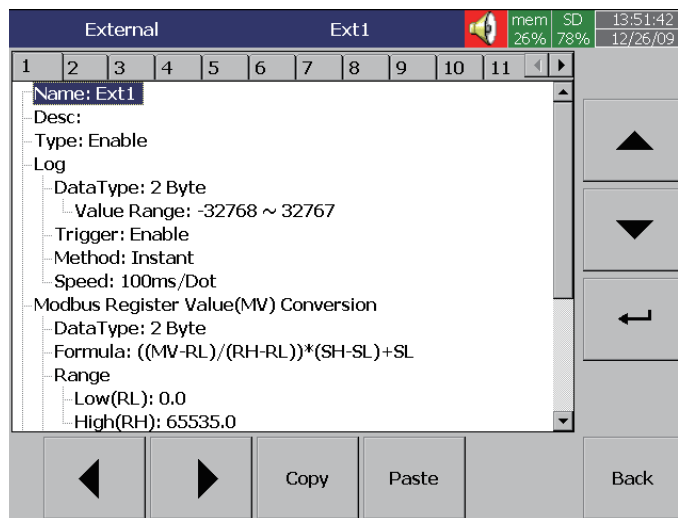 External Ext1 mem SD 13:51:42
26% 78% 12/26/09
1 2 3 4 5 6 7 8 9 10 11
Name: Ext1
Desc:
Type: Enable
Log
DataType: 2 Byte
Value Range: -32768 ~ 32767
Trigger: Enable
Method: Instant
Speed: 100ms/Dot
Modbus Register Value(MV) Conversion
DataType: 2 Byte
Formula: ((MV-RL)/(RH-RL))*(SH-SL)+SL
Range
Low(RL): 0.0
High(RH): 65535.0
Copy Paste Back